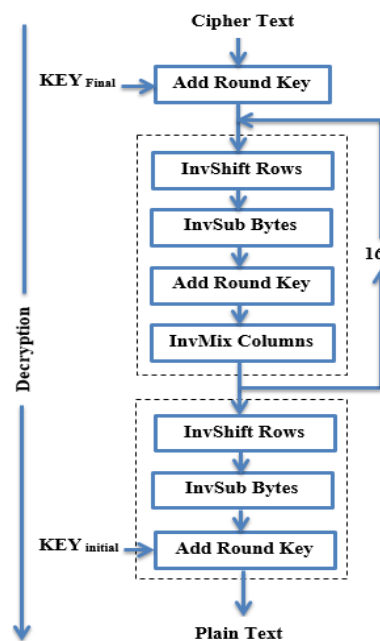 Cipher Text
KEY Final
Add Round Key
InvShift Rows
InvSub Bytes
16
Add Round Key
InvMix Columns
Decryption
InvShift Rows
InvSub Bytes
KEY initial
Add Round Key
Plain Text